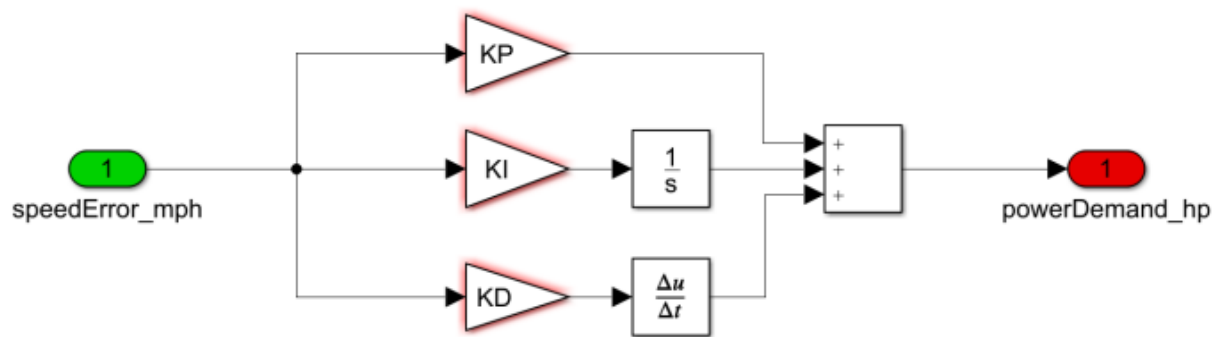 KP
1
speedError_mph
KI
1
s
+
+
+
1
powerDemand_hp
KD
Δu
Δt